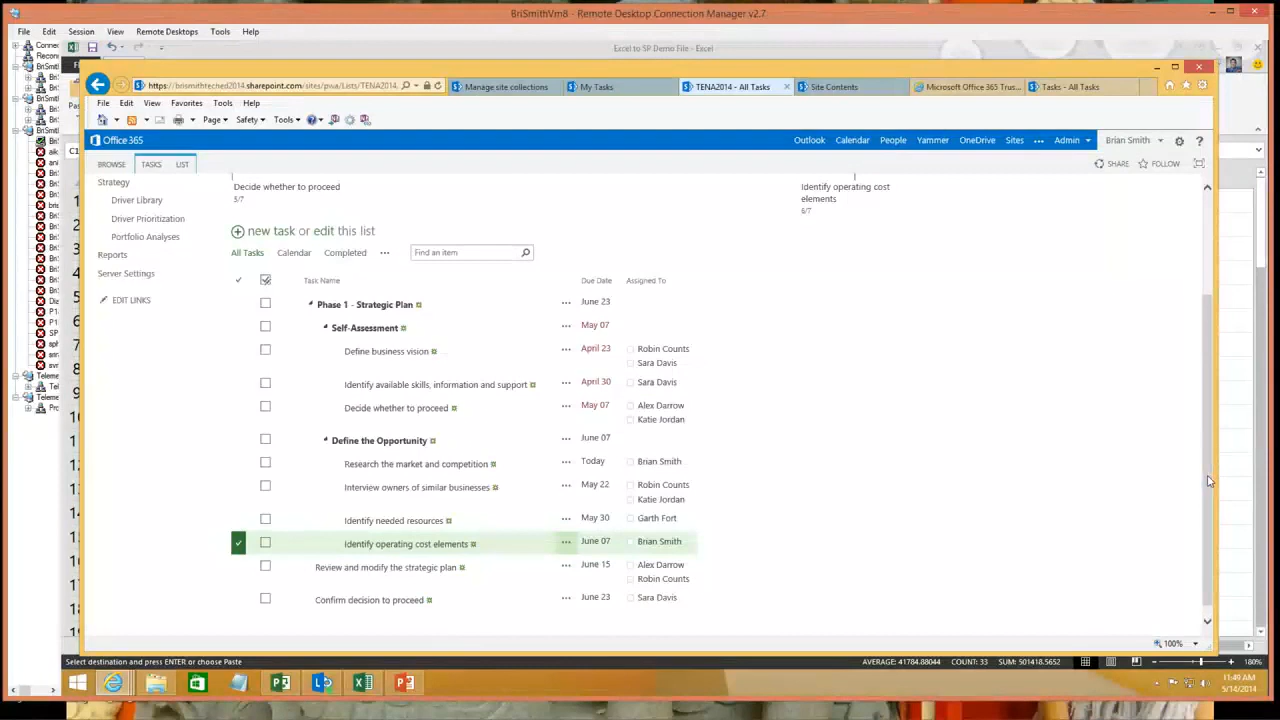 BriSmithVm8 - Remote Desktop Connection Manager v2.7
File Edit Session View Remote Desktops Tools Help
Excel to SP Demo File - Excel
https://brismithteched2014.sharepoint.com/sites/pwa/Lists/TENA2014.
Manage site collections
My Tasks
TENA2014 - All Tasks
Site Contents
Microsoft Office 365 Trus...
Tasks - All Tasks
File Edit View Favorites Tools Help
Page Safety Tools
Office 365
Outlook Calendar People Yammer OneDrive Sites ... Admin Brian Smith ?
BROWSE TASKS LIST
SHARE FOLLOW
Strategy
Driver Library
Driver Prioritization
Portfolio Analyses
Reports
Server Settings
EDIT LINKS
Decide whether to proceed
5/7
Identify operating cost
elements
6/7
new task or edit this list
All Tasks Calendar Completed ... Find an item
Task Name Due Date Assigned To
Phase 1 - Strategic Plan ... June 23
Self-Assessment ... May 07
Define business vision ... April 23 Robin Counts
Sara Davis
Identify available skills, information and support ... April 30 Sara Davis
Decide whether to proceed ... May 07 Alex Darrow
Katie Jordan
Define the Opportunity ... June 07
Research the market and competition ... Today Brian Smith
Interview owners of similar businesses ... May 22 Robin Counts
Katie Jordan
Identify needed resources ... May 30 Garth Fort
Identify operating cost elements ... June 07 Brian Smith
Review and modify the strategic plan ... June 15 Alex Darrow
Robin Counts
Confirm decision to proceed ... June 23 Sara Davis
100%
Select destination and press ENTER or choose Paste
AVERAGE: 41784.88044 COUNT: 33 SUM: 501418.5652
180%
11:49 AM
5/14/2014